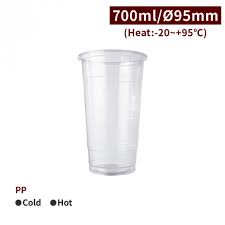 700ml/Ø95mm
(Heat:-20~+95℃)
PP
●Cold ●Hot